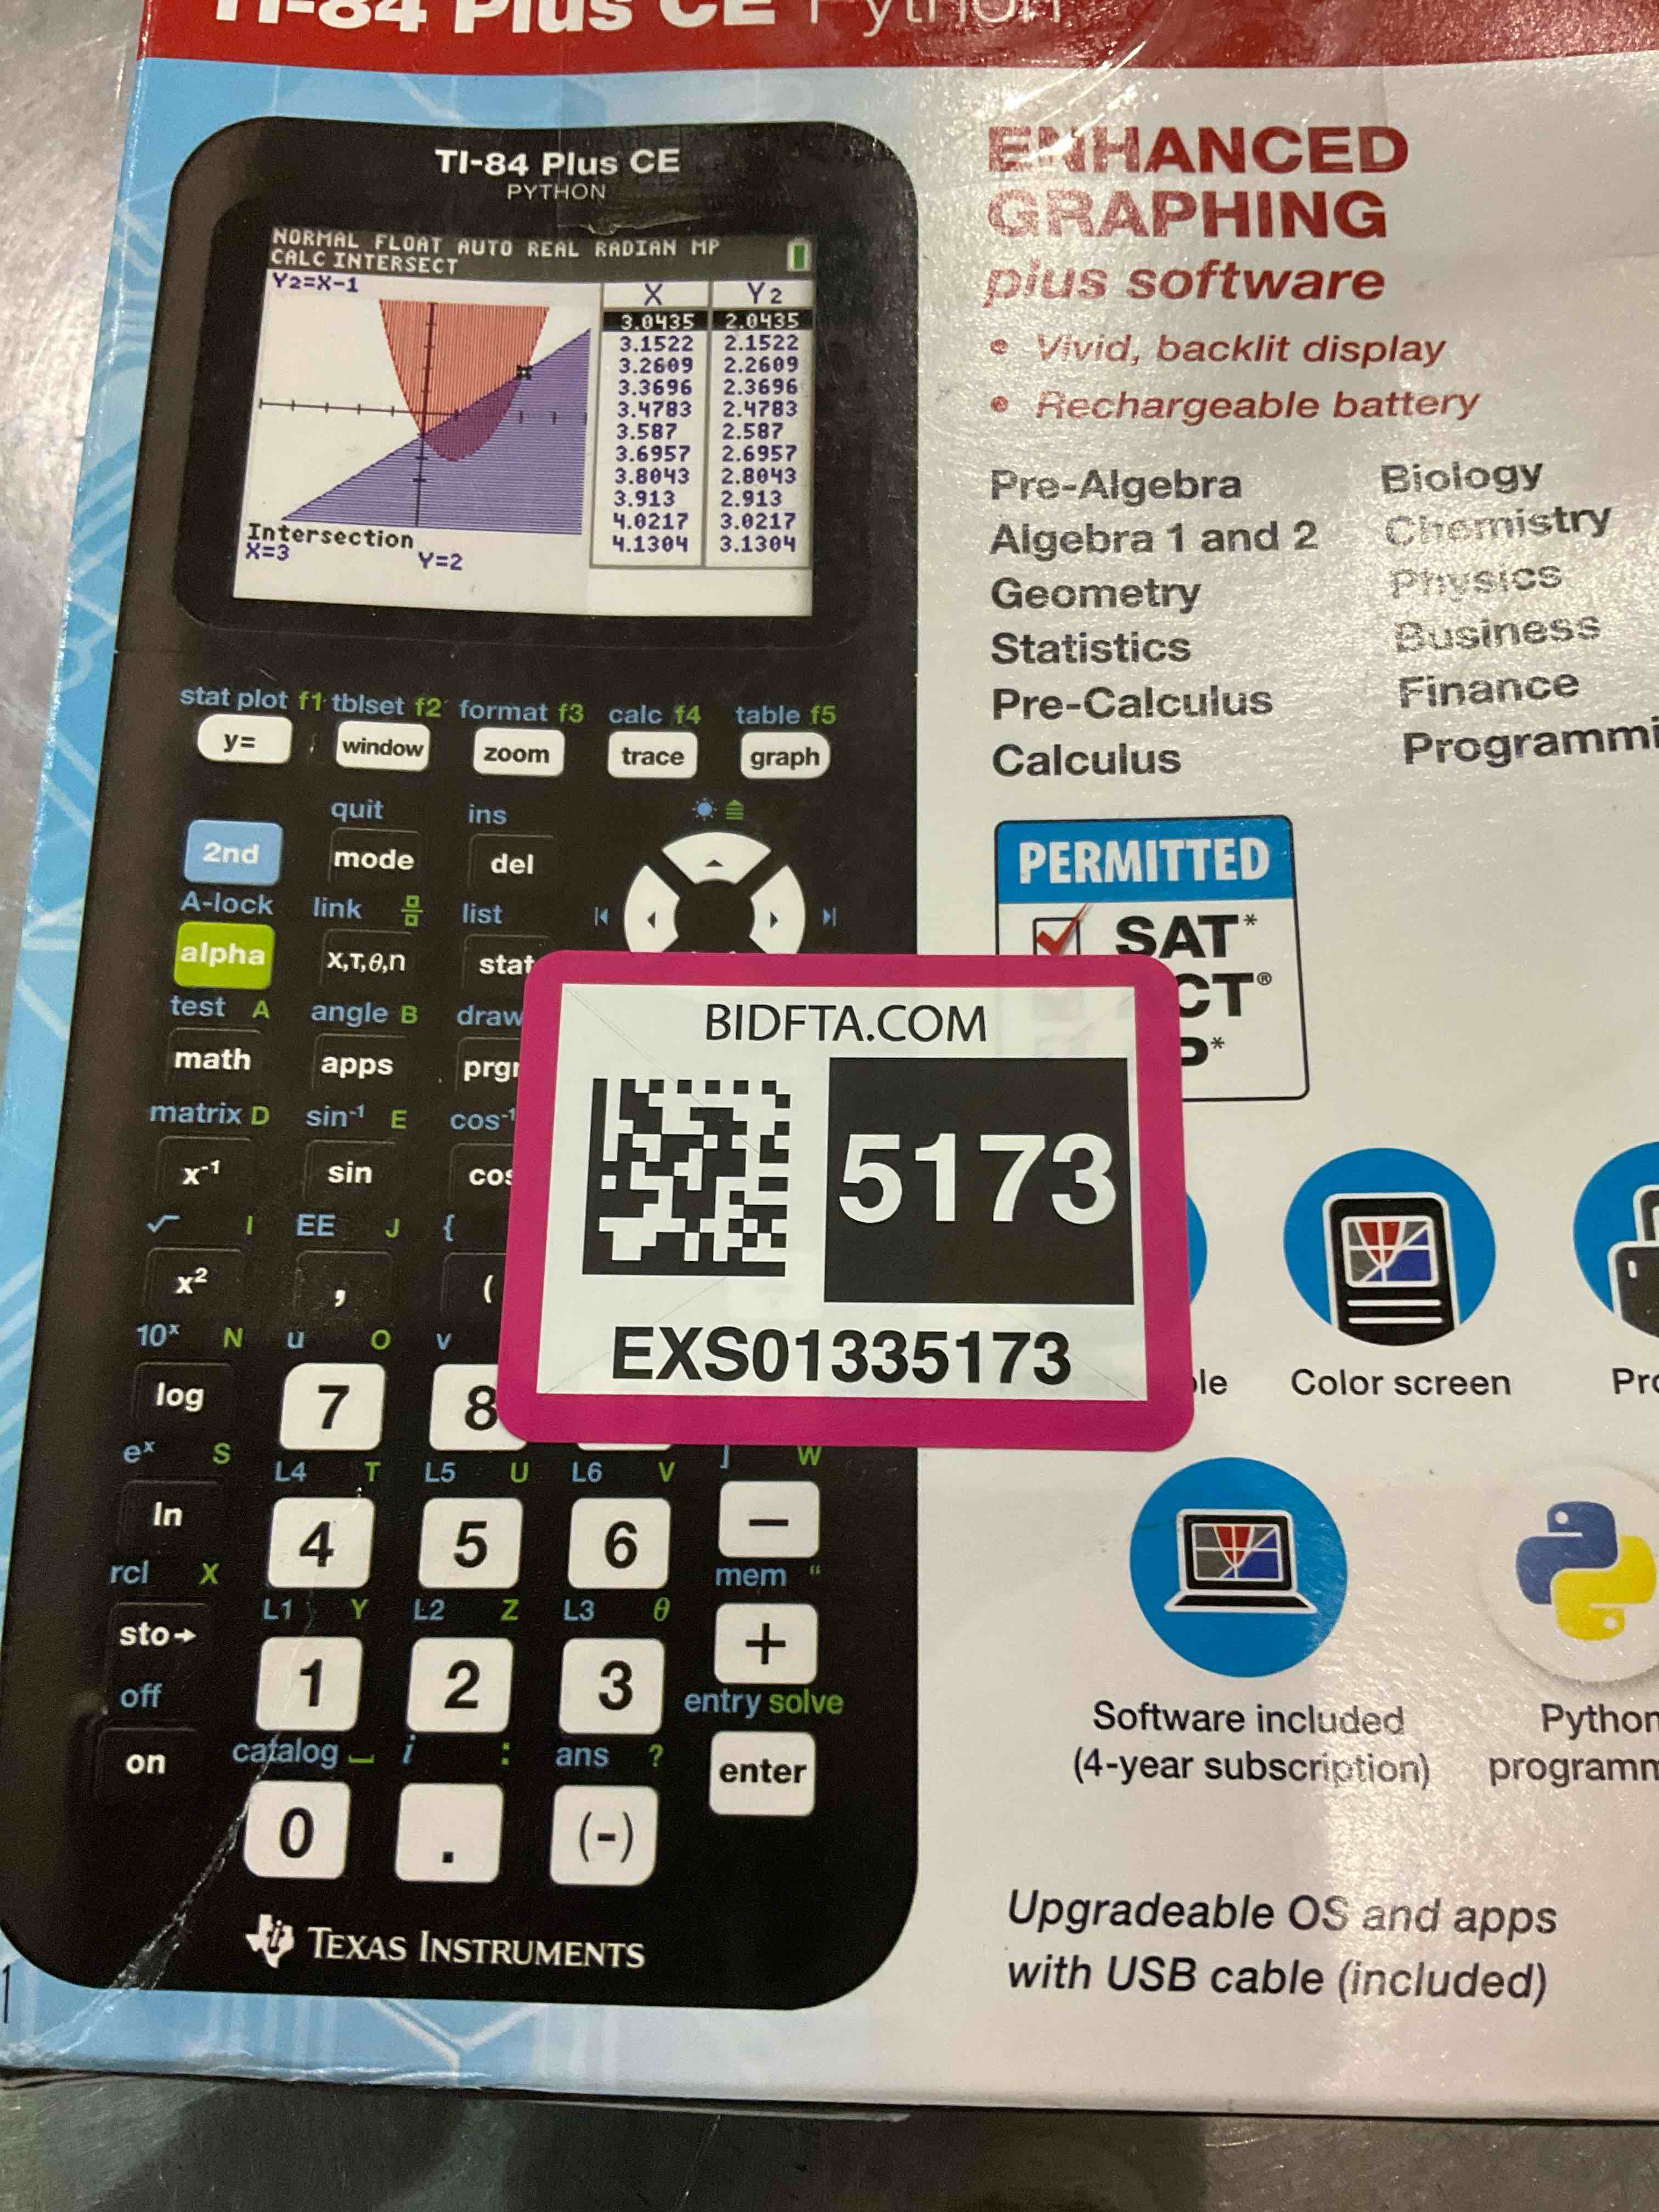 TI-84 Plus CE Python
TI-84 Plus CE
PYTHON
NORMAL FLOAT AUTO REAL RADIAN MP
CALC INTERSECT
Y2=X-1
X Y2
3.0435 2.0435
3.1522 2.1522
3.2609 2.2609
3.3696 2.3696
3.4783 2.4783
3.587 2.587
3.6957 2.6957
3.8043 2.8043
3.913 2.913
4.0217 3.0217
4.1304 3.1304
Intersection
X=3 Y=2
stat plot f1 tblset f2 format f3 calc f4 table f5
y= window zoom trace graph
quit ins
2nd mode del
A-lock link list
alpha X,T,θ,n stat
test A angle B draw
math apps
matrix D sin-1 E cos-1
x-1 sin
√ I EE J {
x² , (
10ˣ N u O v
log 7 8
eˣ S L4 T L5 U L6 V ] W
ln 4 5 6 −
rcl X L1 Y L2 Z L3 θ mem "
sto→ 1 2 3 +
off entry solve
on catalog i : ans ? enter
0 . (-)
TEXAS INSTRUMENTS
ENHANCED
GRAPHING
plus software
• Vivid, backlit display
• Rechargeable battery
Pre-Algebra
Algebra 1 and 2
Geometry
Statistics
Pre-Calculus
Calculus
Biology
Chemistry
Physics
Business
Finance
PERMITTED
SAT*
BIDFTA.COM
5173
EXS01335173
Color screen
Software included
(4-year subscription)
Python
Upgradeable OS and apps
with USB cable (included)